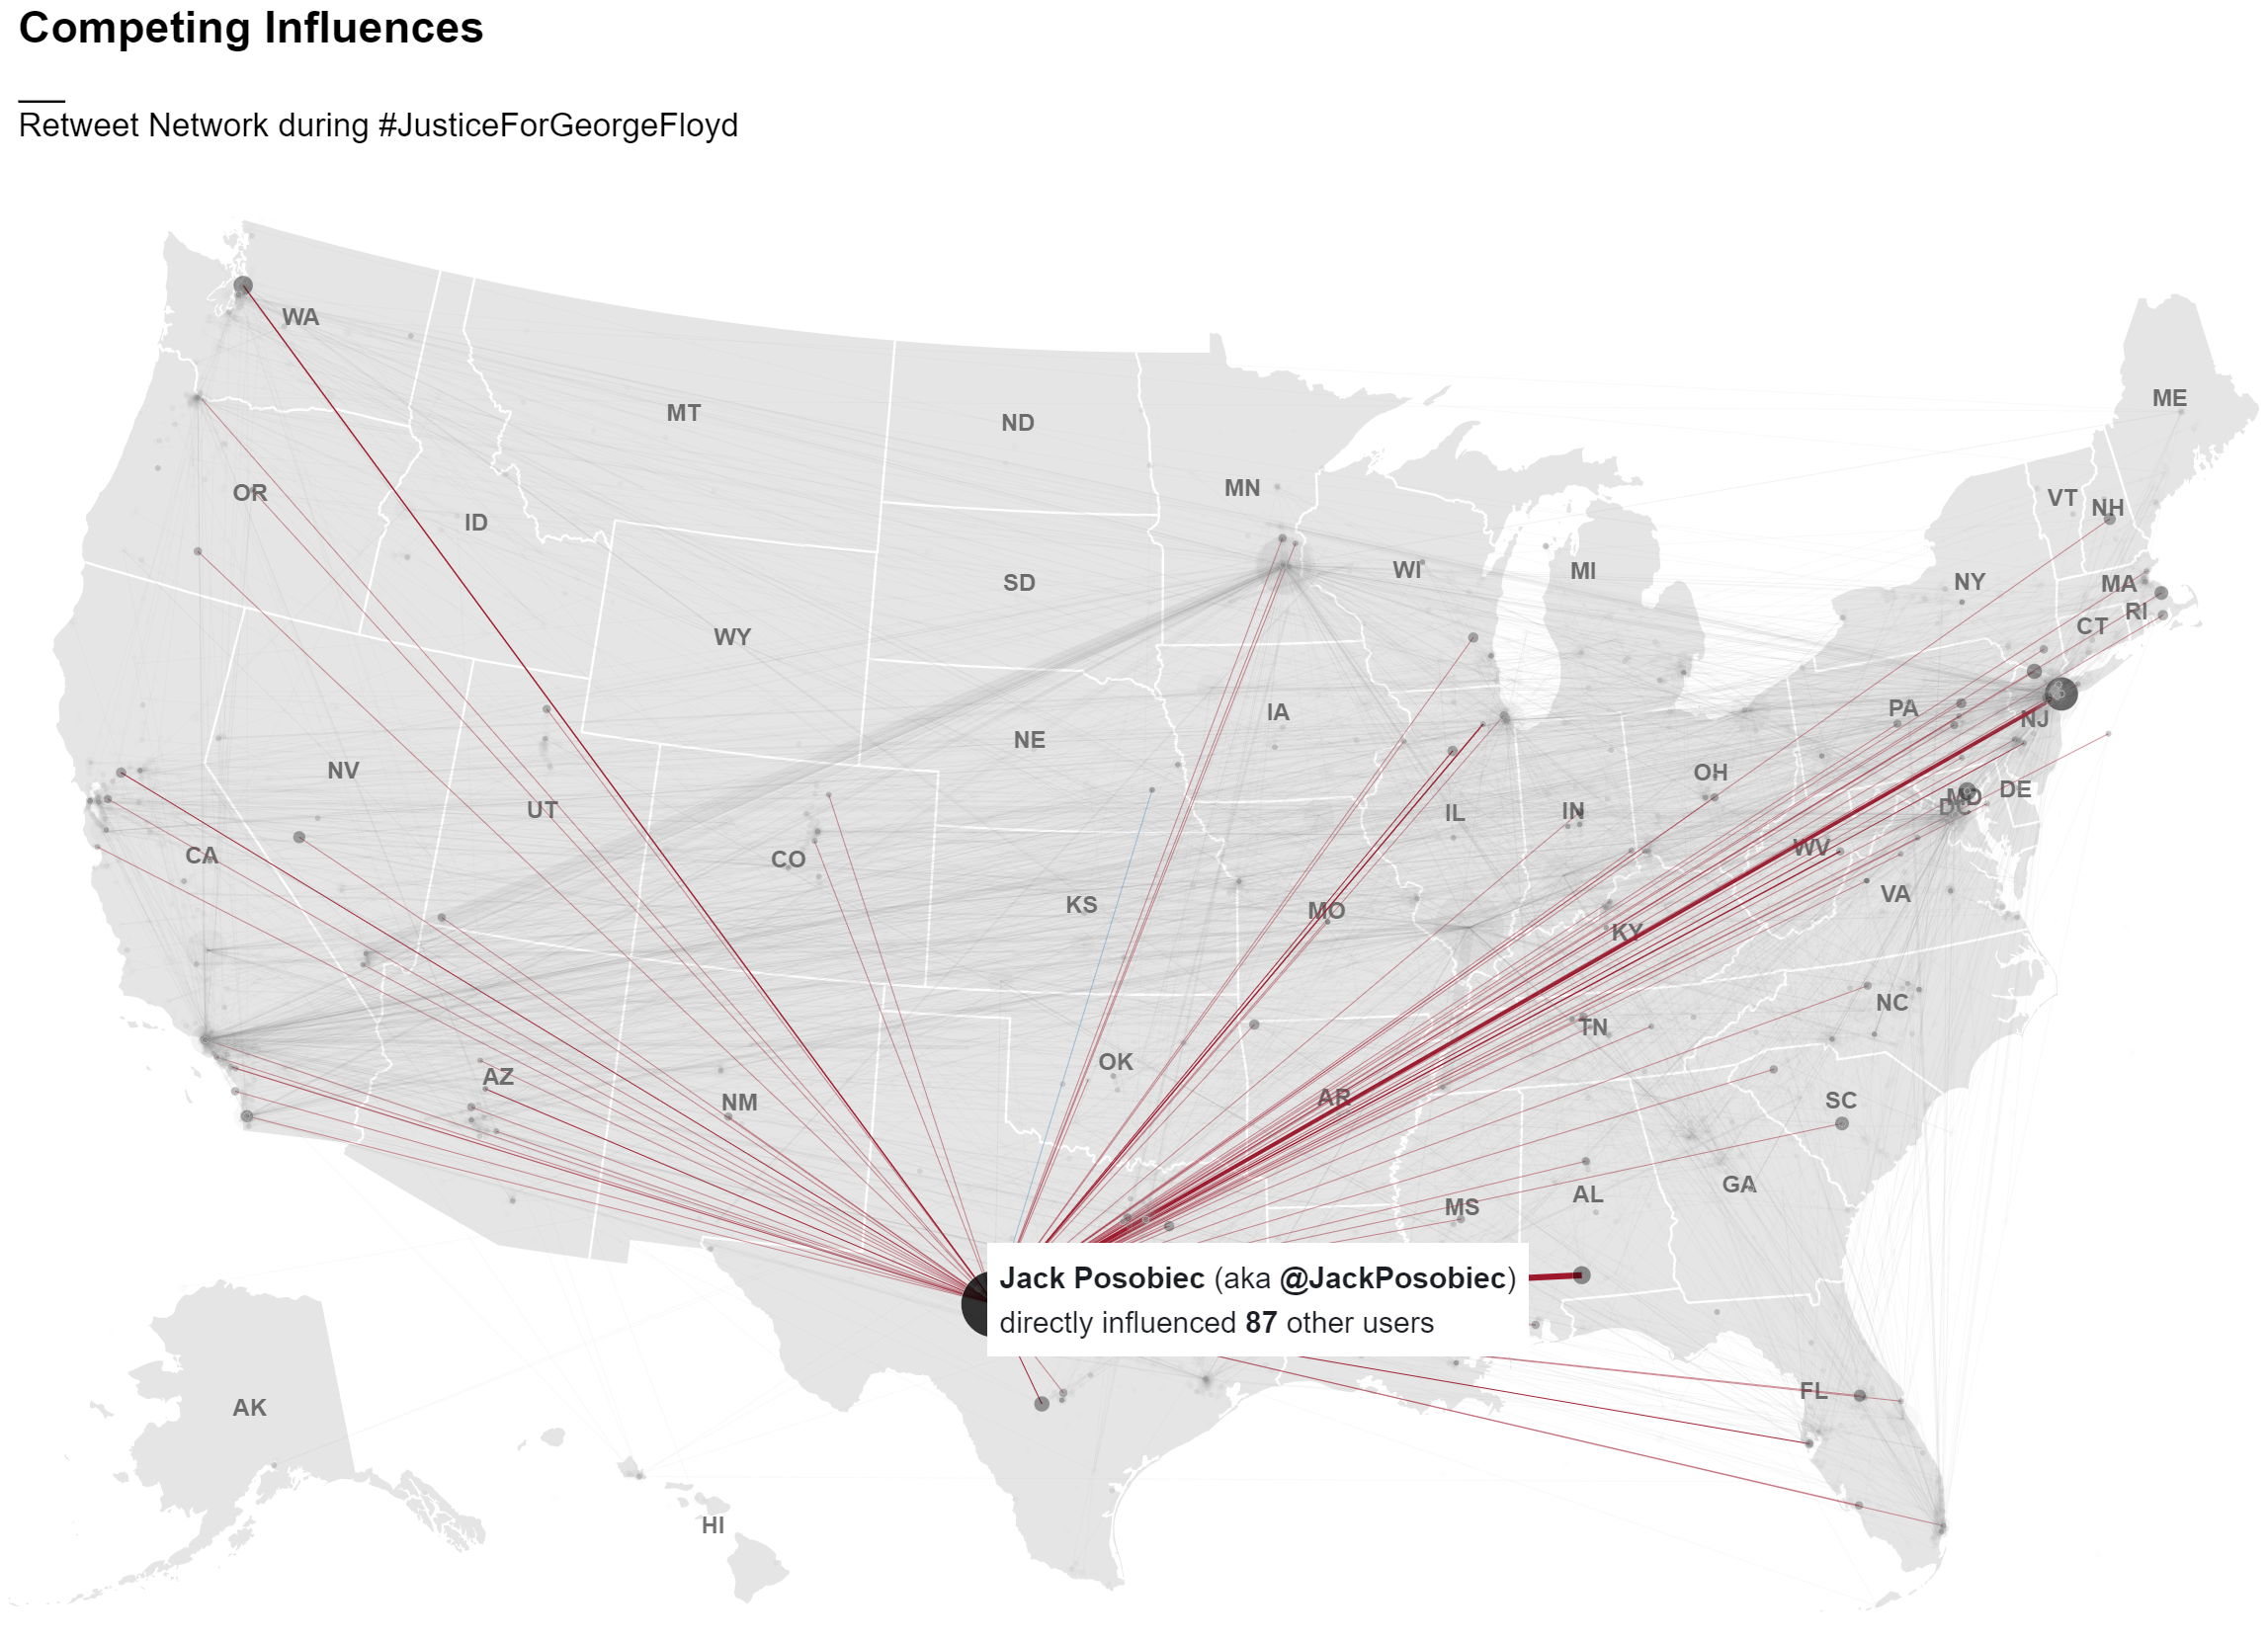 Competing Influences
Retweet Network during #JusticeForGeorgeFloyd
WA
MT
ND
ME
MN
OR
VT
NH
ID
WI
MI
SD
NY
MA
RI
CT
WY
IA
PA
NJ
NE
NV
OH
UT
IL
IN
MD
DE
DC
CA
CO
WV
KS
MO
VA
KY
NC
TN
OK
AZ
NM
AR
SC
GA
AL
MS
Jack Posobiec (aka @JackPosobiec)
directly influenced 87 other users
FL
AK
HI